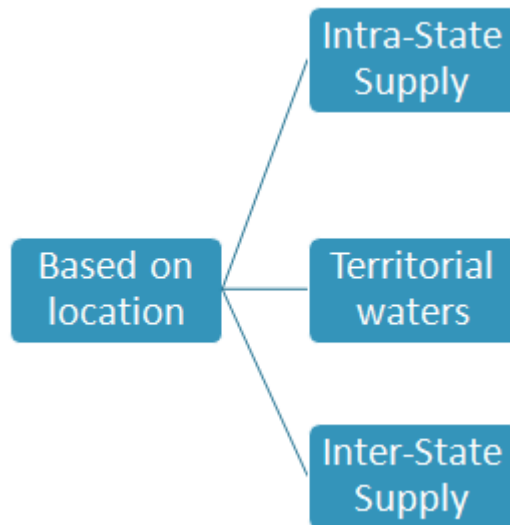 Intra-State
Supply
Based on
location
Territorial
waters
Inter-State
Supply